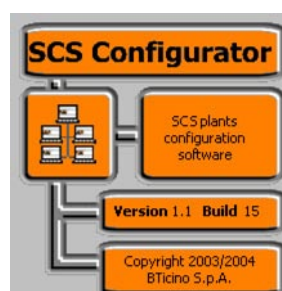 SCS Configurator
SCS plants
configuration
software
Version 1.1 Build 15
Copyright 2003/2004
BTicino S.p.A.